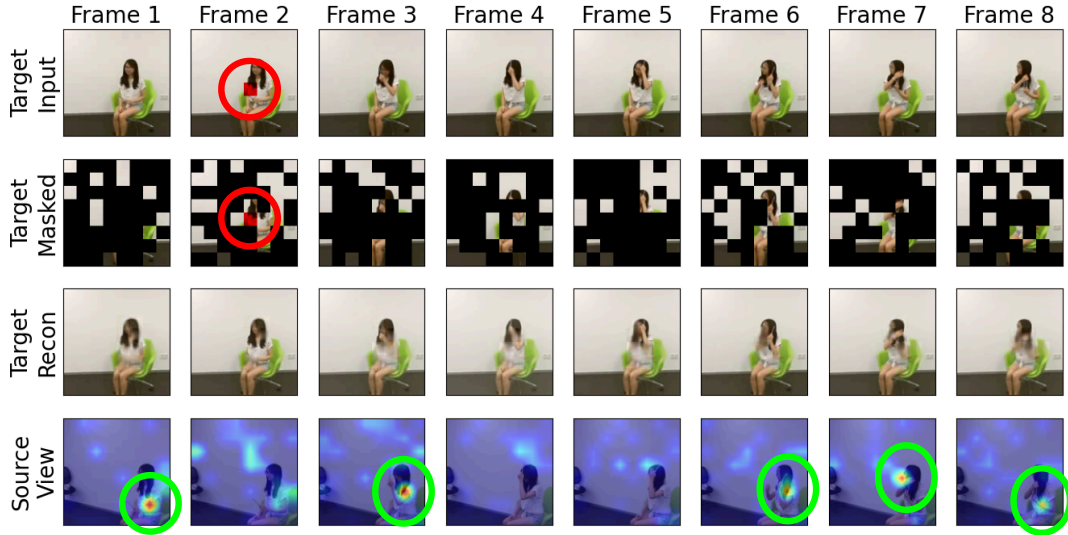 Frame 1 Frame 2 Frame 3 Frame 4 Frame 5 Frame 6 Frame 7 Frame 8
Target
Input
Target
Masked
Target
Recon
Source
View